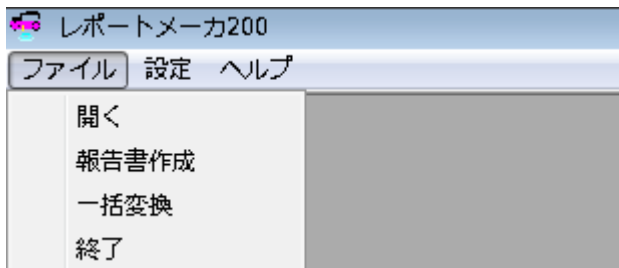 レポートメーカ200
ファイル 設定 ヘルプ
開く
報告書作成
一括変換
終了